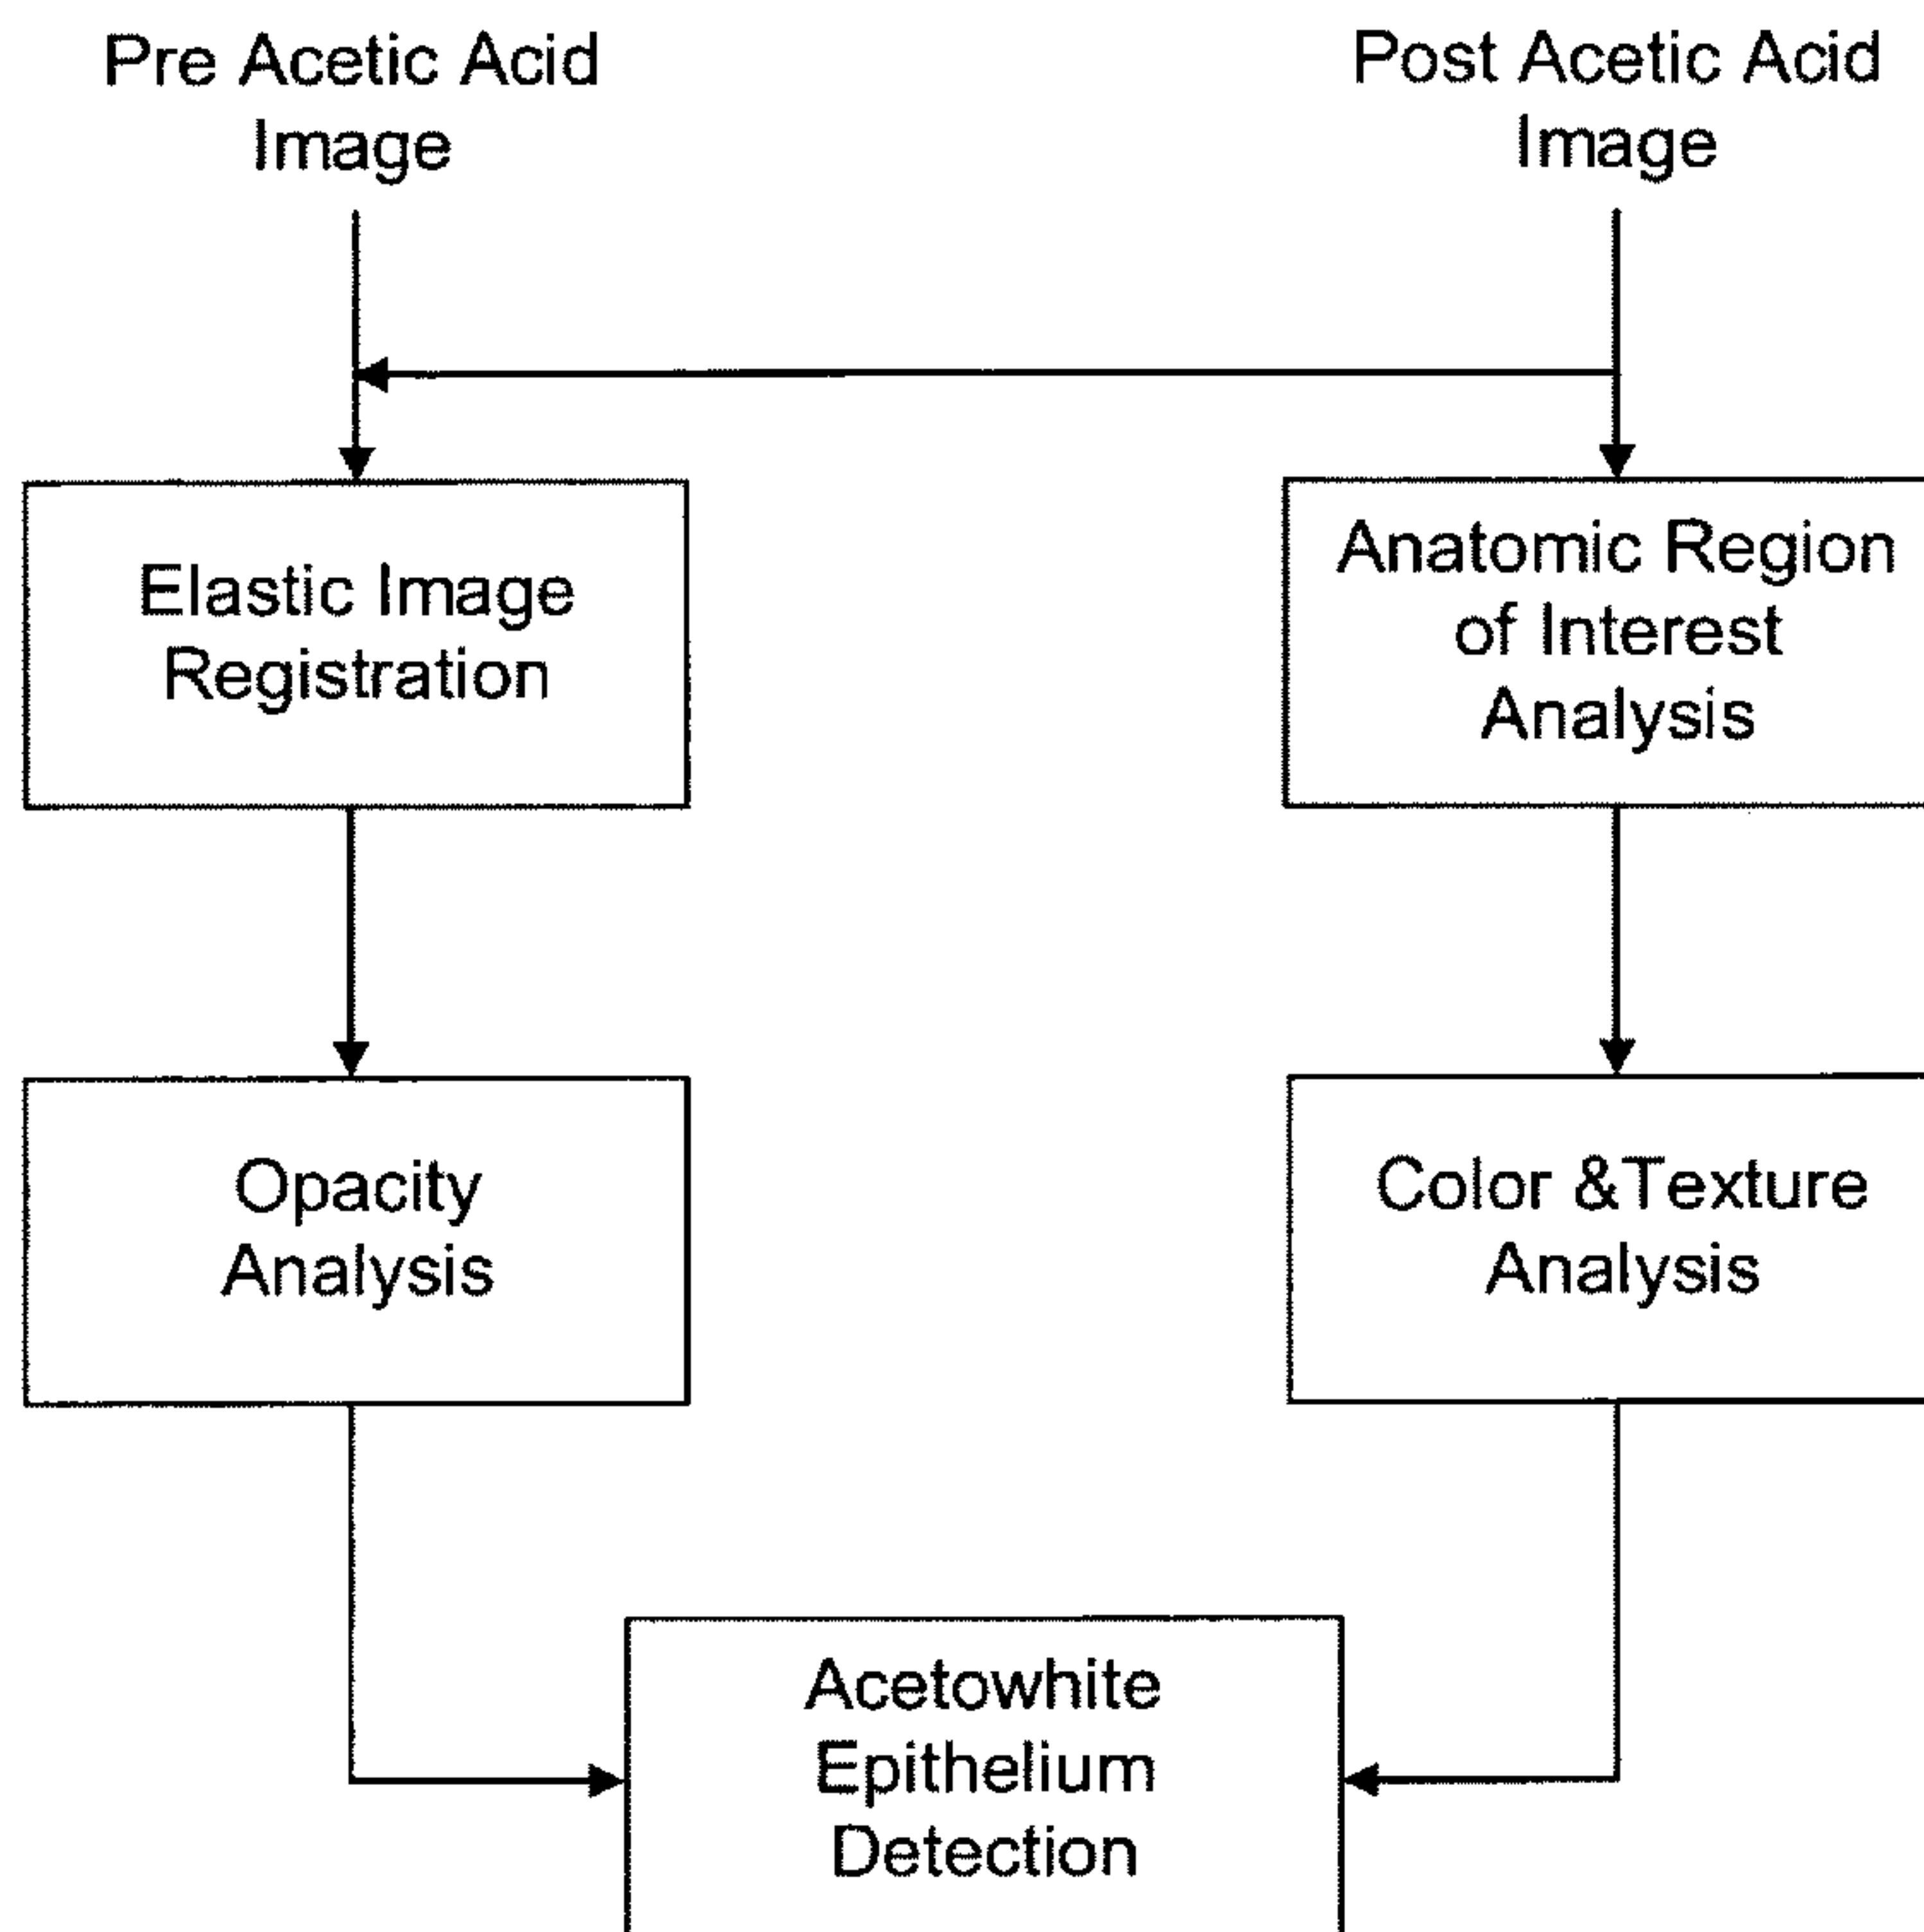 Pre Acetic Acid
Image
Post Acetic Acid
Image
Elastic Image
Registration
Anatomic Region
of Interest
Analysis
Opacity
Analysis
Color &Texture
Analysis
Acetowhite
Epithelium
Detection